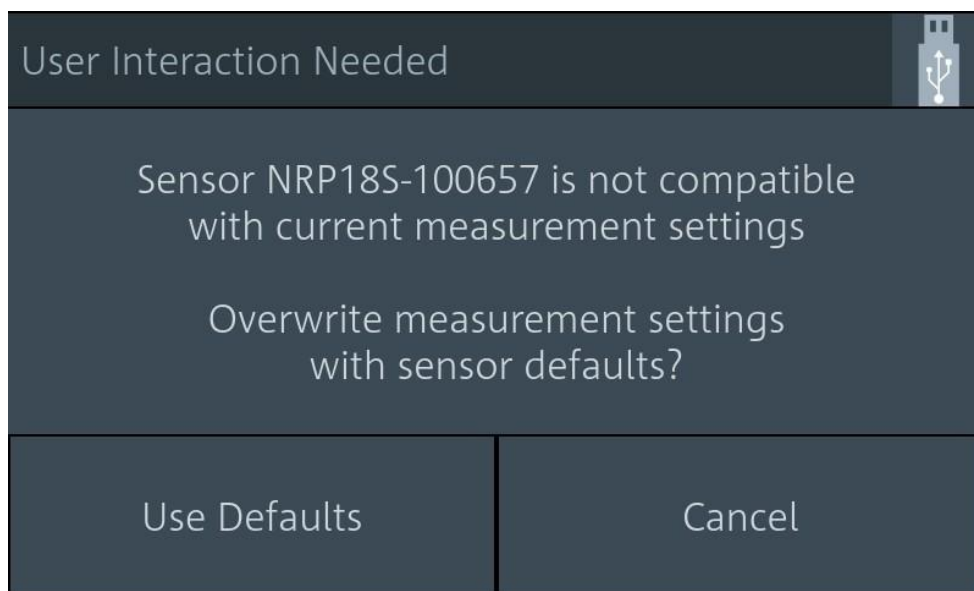 User Interaction Needed
Sensor NRP18S-100657 is not compatible
with current measurement settings
Overwrite measurement settings
with sensor defaults?
Use Defaults
Cancel